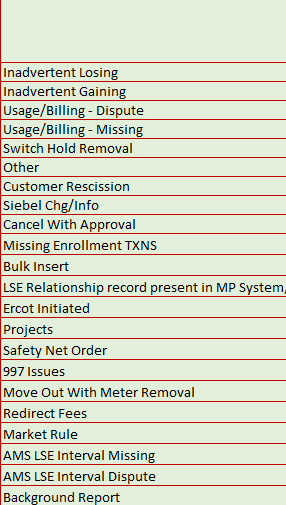 Inadvertent Losing
Inadvertent Gaining
Usage/Billing - Dispute
Usage/Billing - Missing
Switch Hold Removal
Other
Customer Rescission
Siebel Chg/Info
Cancel With Approval
Missing Enrollment TXNS
Bulk Insert
LSE Relationship record present in MP System,
Ercot Initiated
Projects
Safety Net Order
997 Issues
Move Out With Meter Removal
Redirect Fees
Market Rule
AMS LSE Interval Missing
AMS LSE Interval Dispute
Background Report